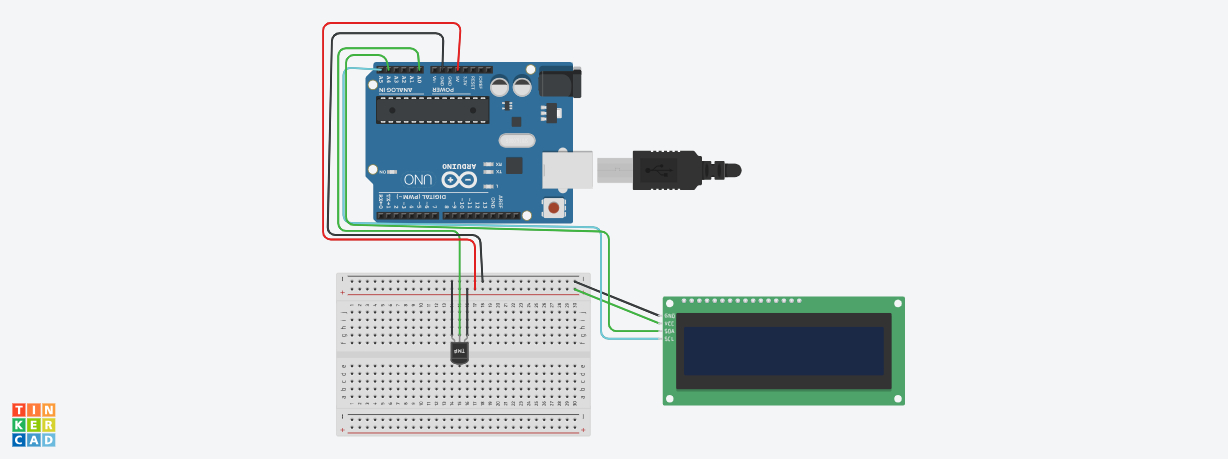 ANALOG IN
POWER
A5
A4
A3
A2
A1
A0
Vin
GND
GND
5V
3.3V
RESET
IOREF
ARDUINO
UNO
ON
RX
TX
L
DIGITAL (PWM~)
AREF
GND
13
12
~11
~10
~9
8
7
~6
~5
4
~3
2
TX→1
RX←0
TMP
GND
VCC
SDA
SCL
j
i
h
g
f
e
d
c
b
a
TIN
KER
CAD